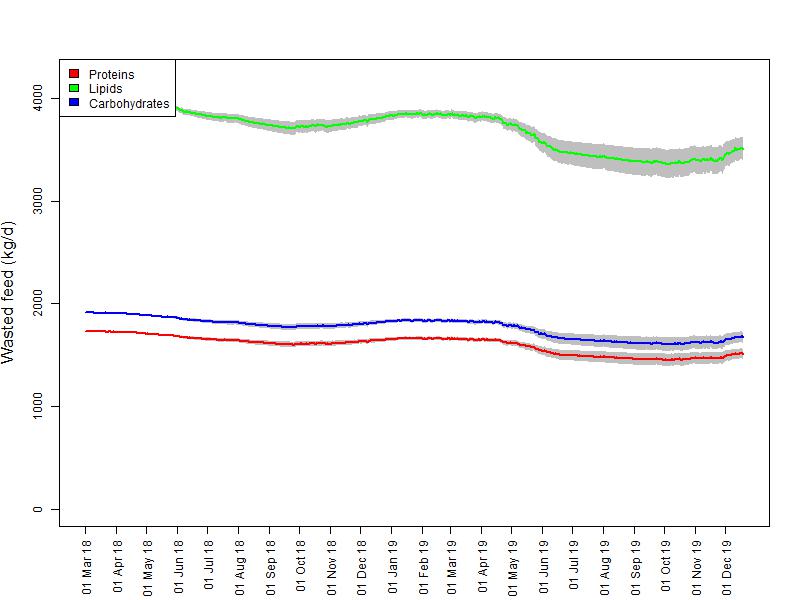 Proteins
Lipids
Carbohydrates
Wasted feed (kg/d)
4000
3000
2000
1000
0
01 Mar 18
01 Apr 18
01 May 18
01 Jun 18
01 Jul 18
01 Aug 18
01 Sep 18
01 Oct 18
01 Nov 18
01 Dec 18
01 Jan 19
01 Feb 19
01 Mar 19
01 Apr 19
01 May 19
01 Jun 19
01 Jul 19
01 Aug 19
01 Sep 19
01 Oct 19
01 Nov 19
01 Dec 19